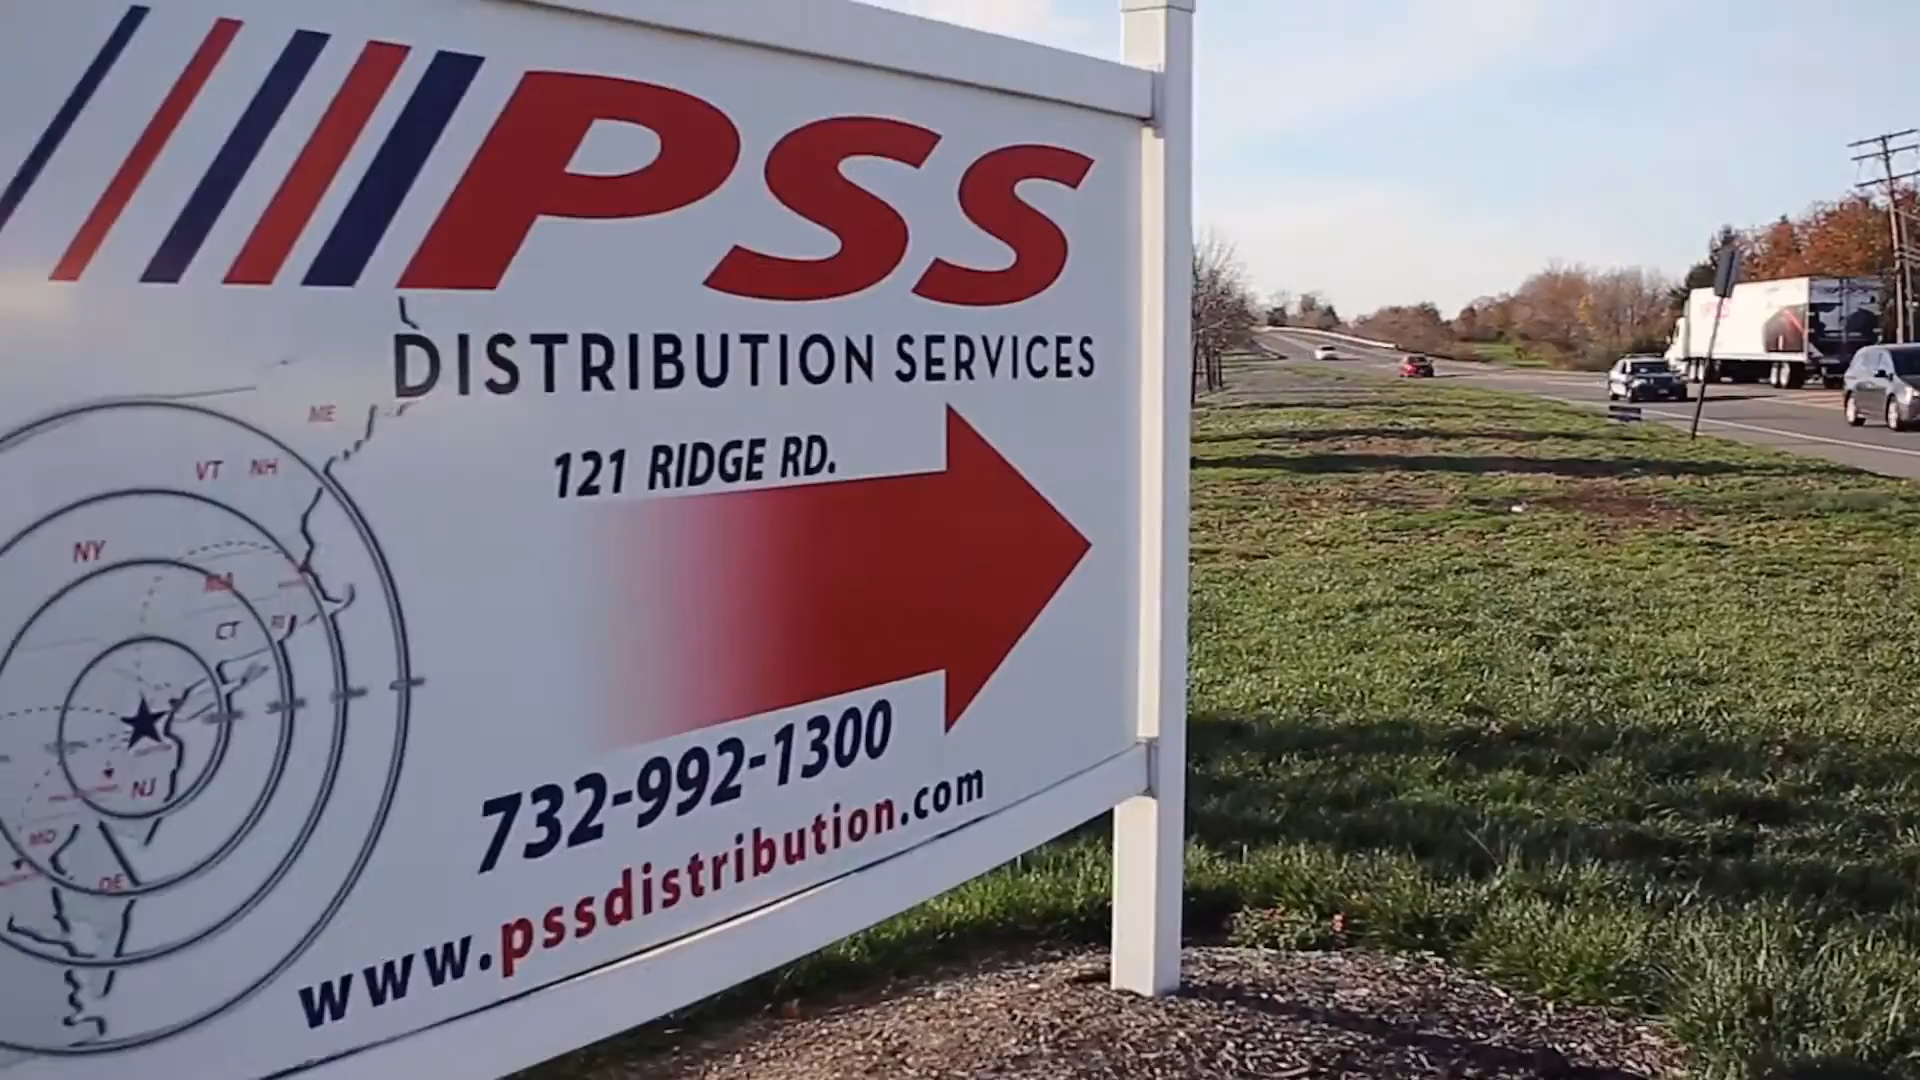 PSS
DISTRIBUTION SERVICES
121 RIDGE RD.
732-992-1300
www.pssdistribution.com
ME
VT NH
NY
MA
CT RI
NJ
MD
DE